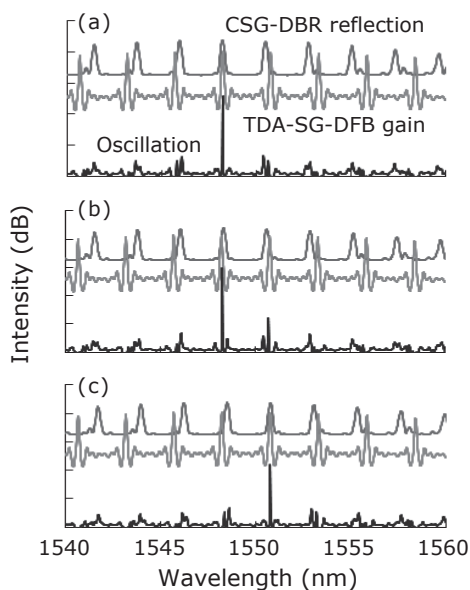 (a)
CSG-DBR reflection
TDA-SG-DFB gain
Oscillation
(b)
Intensity (dB)
(c)
1540 1545 1550 1555 1560
Wavelength (nm)